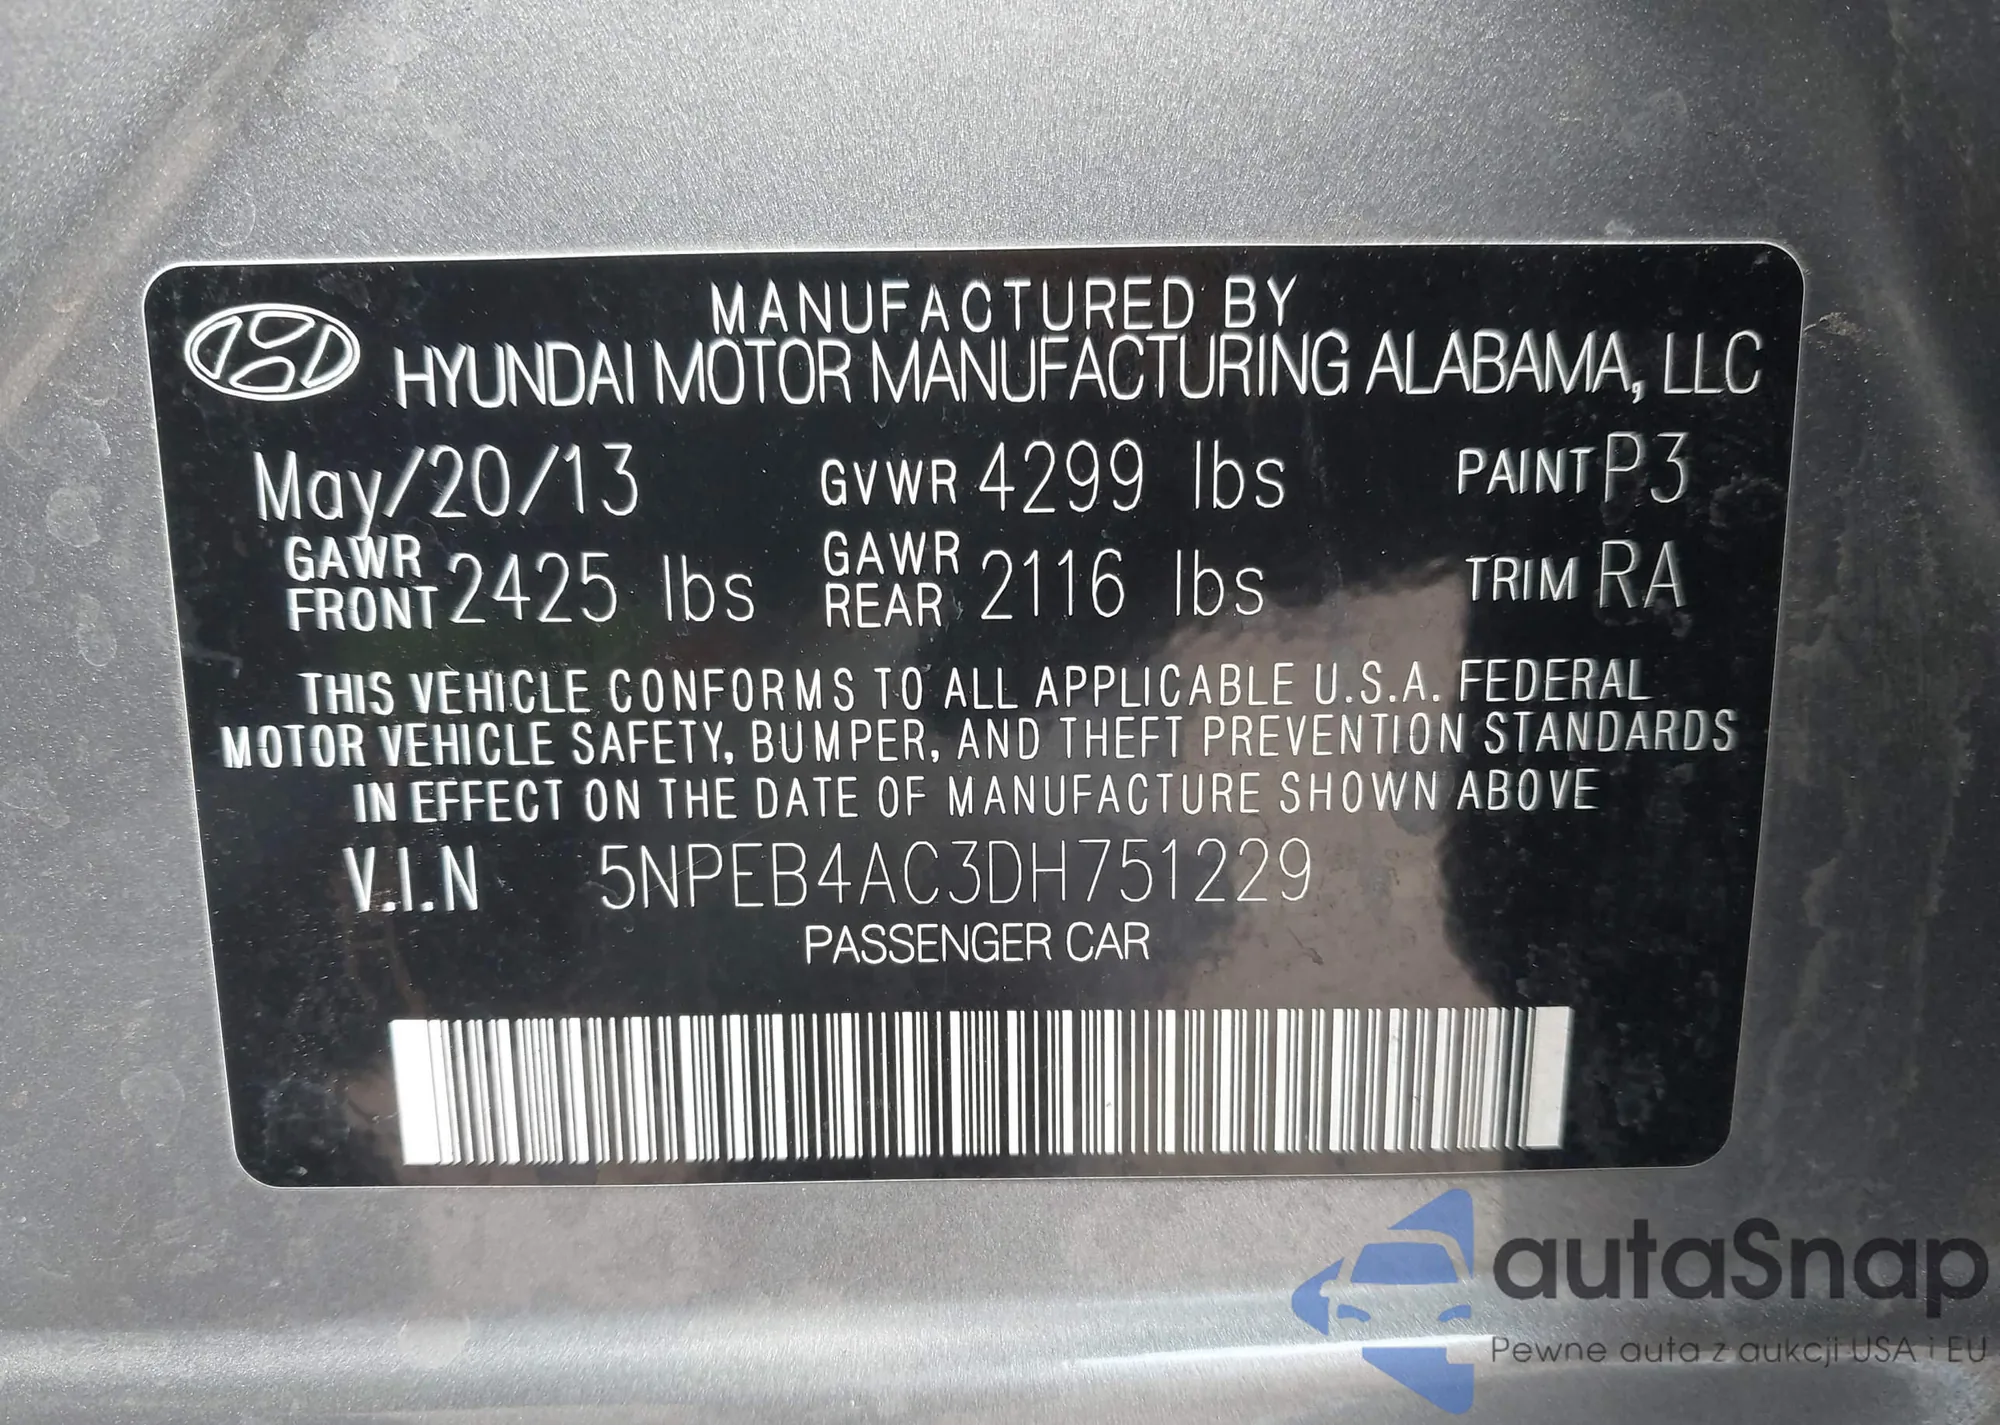 MANUFACTURED BY
HYUNDAI MOTOR MANUFACTURING ALABAMA, LLC
May/20/13 GVWR 4299 lbs PAINT P3
GAWR FRONT 2425 lbs GAWR REAR 2116 lbs TRIM RA
THIS VEHICLE CONFORMS TO ALL APPLICABLE U.S.A. FEDERAL
MOTOR VEHICLE SAFETY, BUMPER, AND THEFT PREVENTION STANDARDS
IN EFFECT ON THE DATE OF MANUFACTURE SHOWN ABOVE
V.I.N 5NPEB4AC3DH751229
PASSENGER CAR
autaSnap
Pewne auta z aukcji USA i EU